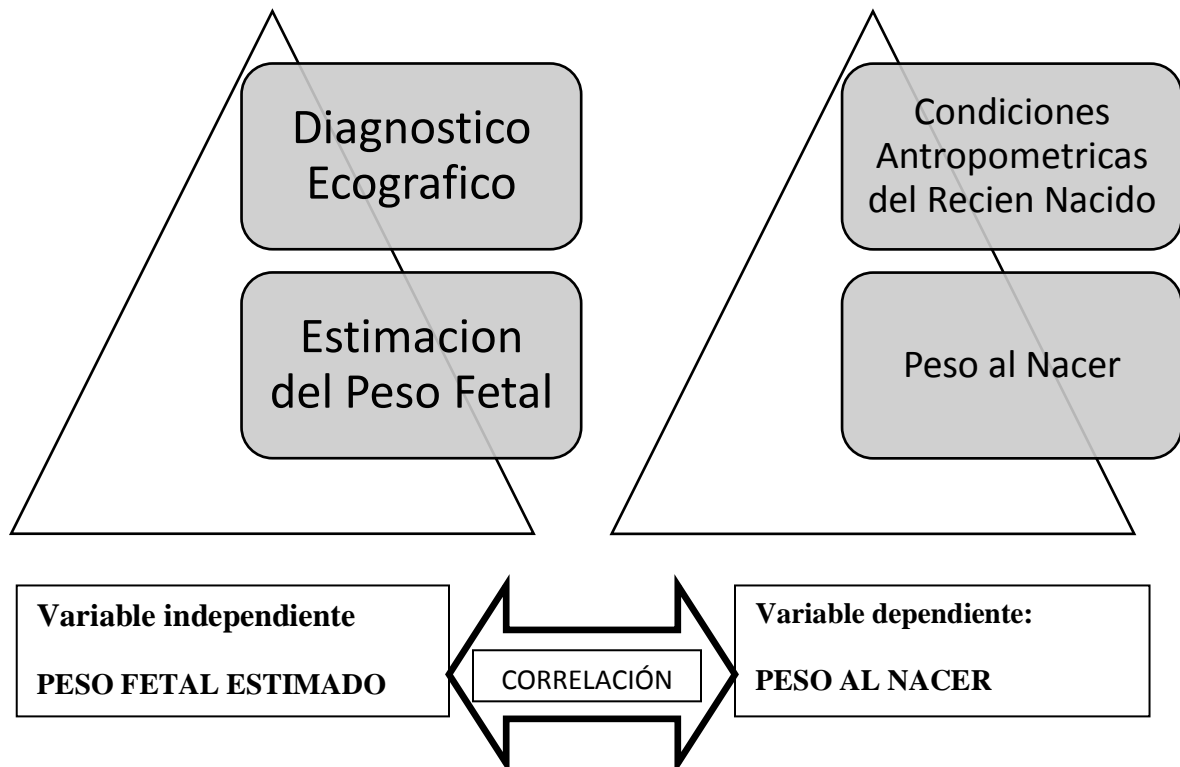 Diagnostico
Ecografico
Estimacion
del Peso Fetal
Condiciones
Antropometricas
del Recien Nacido
Peso al Nacer
Variable independiente
PESO FETAL ESTIMADO
CORRELACIÓN
Variable dependiente:
PESO AL NACER